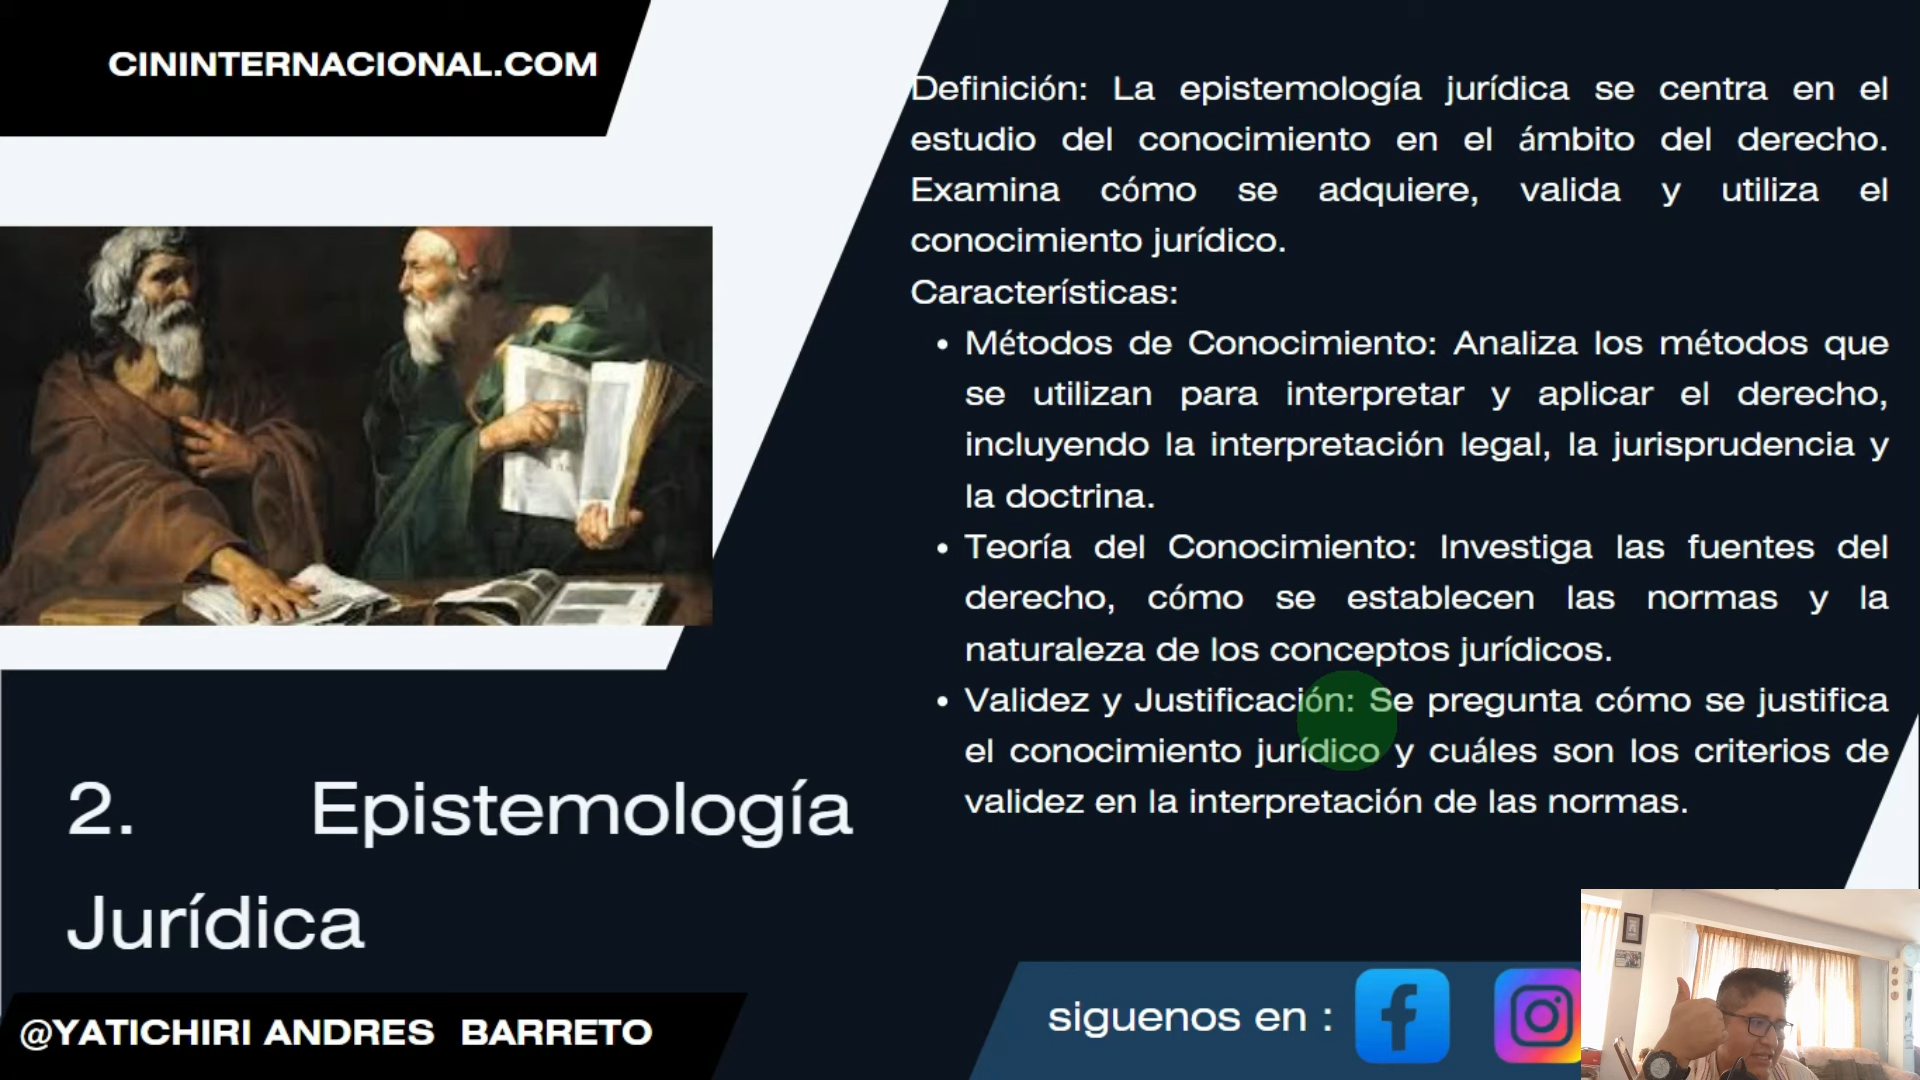 CININTERNACIONAL.COM
Definición: La epistemología jurídica se centra en el
estudio del conocimiento en el ámbito del derecho.
Examina cómo se adquiere, valida y utiliza el
conocimiento jurídico.
Características:
• Métodos de Conocimiento: Analiza los métodos que
se utilizan para interpretar y aplicar el derecho,
incluyendo la interpretación legal, la jurisprudencia y
la doctrina.
• Teoría del Conocimiento: Investiga las fuentes del
derecho, cómo se establecen las normas y la
naturaleza de los conceptos jurídicos.
• Validez y Justificación: Se pregunta cómo se justifica
el conocimiento jurídico y cuáles son los criterios de
validez en la interpretación de las normas.
2. Epistemología
Jurídica
@YATICHIRI ANDRES BARRETO
siguenos en :